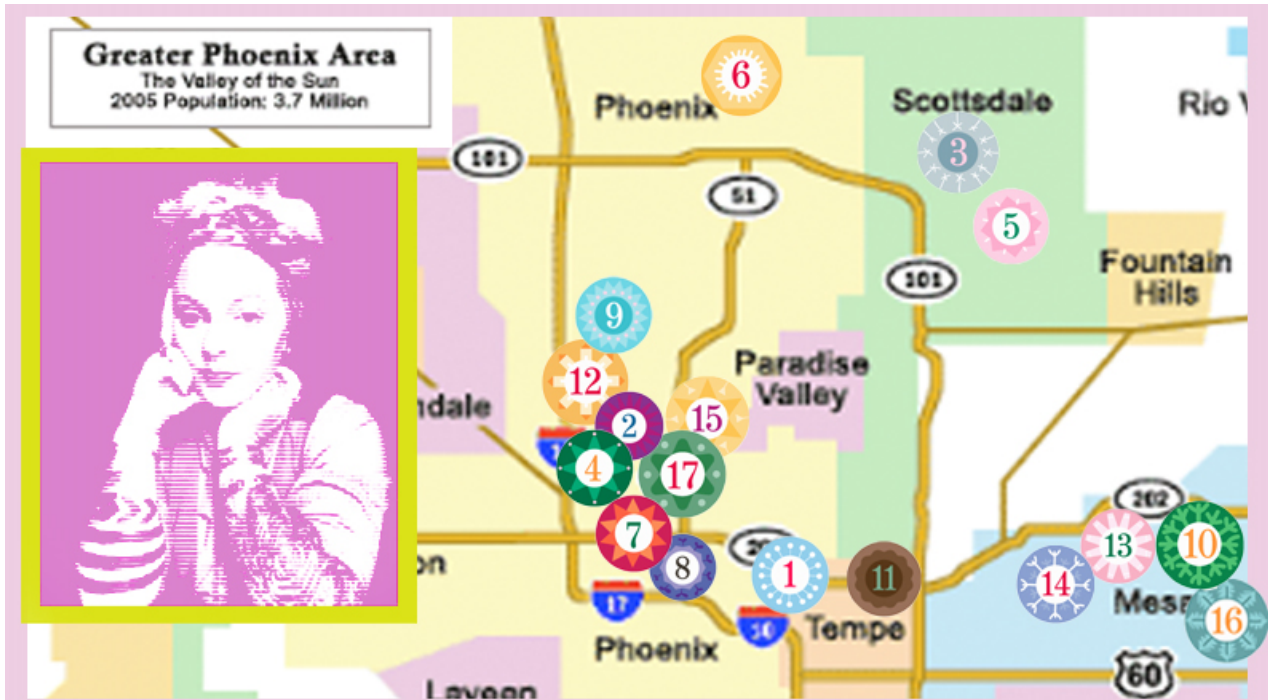 Greater Phoenix Area
The Valley of the Sun
2005 Population: 3.7 Million
6
Phoenix
Scottsdale
Rio V
3
101
51
5
101
Fountain
Hills
9
12
Paradise
Valley
ndale
2
15
4
17
202
7
13
10
on
8
1
11
14
Mesa
16
17
10
Tempe
Phoenix
60
Laveen